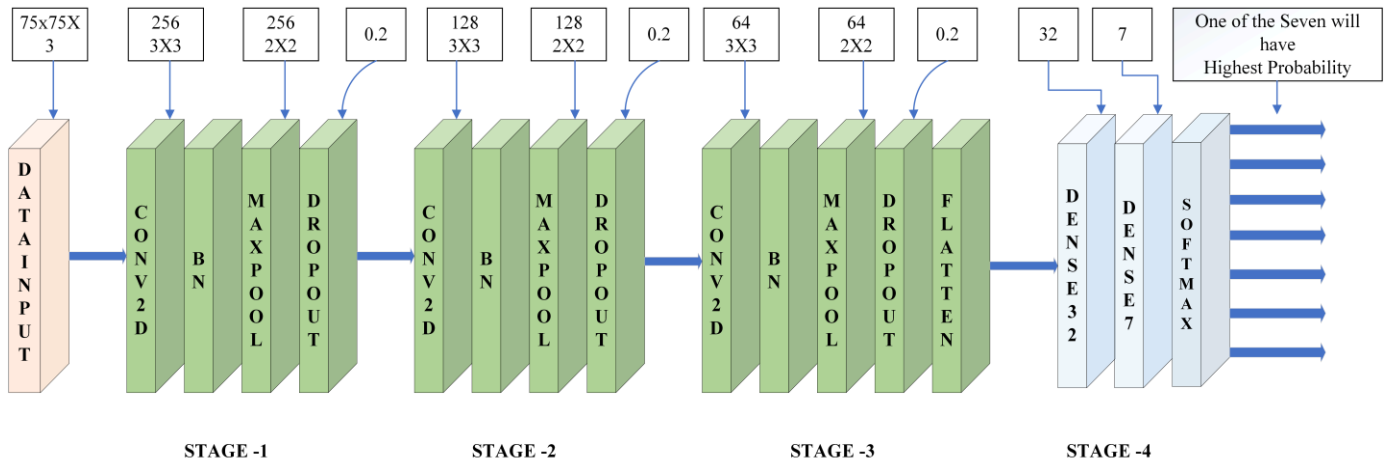 75x75X
3
256
3X3
256
2X2
0.2
128
3X3
128
2X2
0.2
64
3X3
64
2X2
0.2
32
7
One of the Seven will
have
Highest Probability
DATAINPUT
CONV2D
BN
MAXPOOL
DROPOUT
CONV2D
BN
MAXPOOL
DROPOUT
CONV2D
BN
MAXPOOL
DROPOUT
FLATTEN
DENSE32
DENSE7
SOFTMAX
STAGE -1
STAGE -2
STAGE -3
STAGE -4